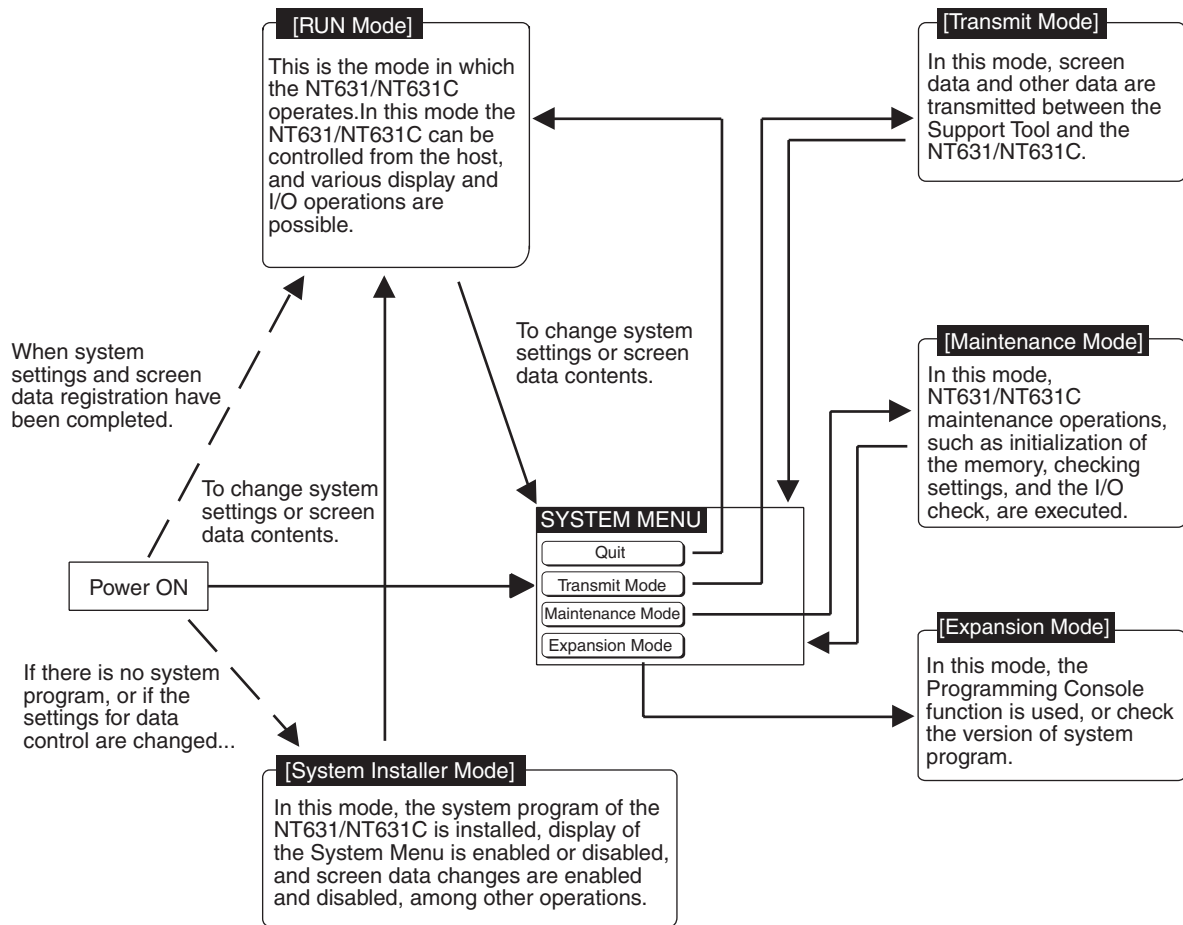 [RUN Mode]
This is the mode in which
the NT631/NT631C
operates.In this mode the
NT631/NT631C can be
controlled from the host,
and various display and
I/O operations are
possible.
[Transmit Mode]
In this mode, screen
data and other data are
transmitted between the
Support Tool and the
NT631/NT631C.
When system
settings and screen
data registration have
been completed.
To change system
settings or screen
data contents.
[Maintenance Mode]
In this mode,
NT631/NT631C
maintenance operations,
such as initialization of
the memory, checking
settings, and the I/O
check, are executed.
To change system
settings or screen
data contents.
Power ON
SYSTEM MENU
Quit
Transmit Mode
Maintenance Mode
Expansion Mode
[Expansion Mode]
In this mode, the
Programming Console
function is used, or check
the version of system
program.
If there is no system
program, or if the
settings for data
control are changed...
[System Installer Mode]
In this mode, the system program of the
NT631/NT631C is installed, display of
the System Menu is enabled or disabled,
and screen data changes are enabled
and disabled, among other operations.